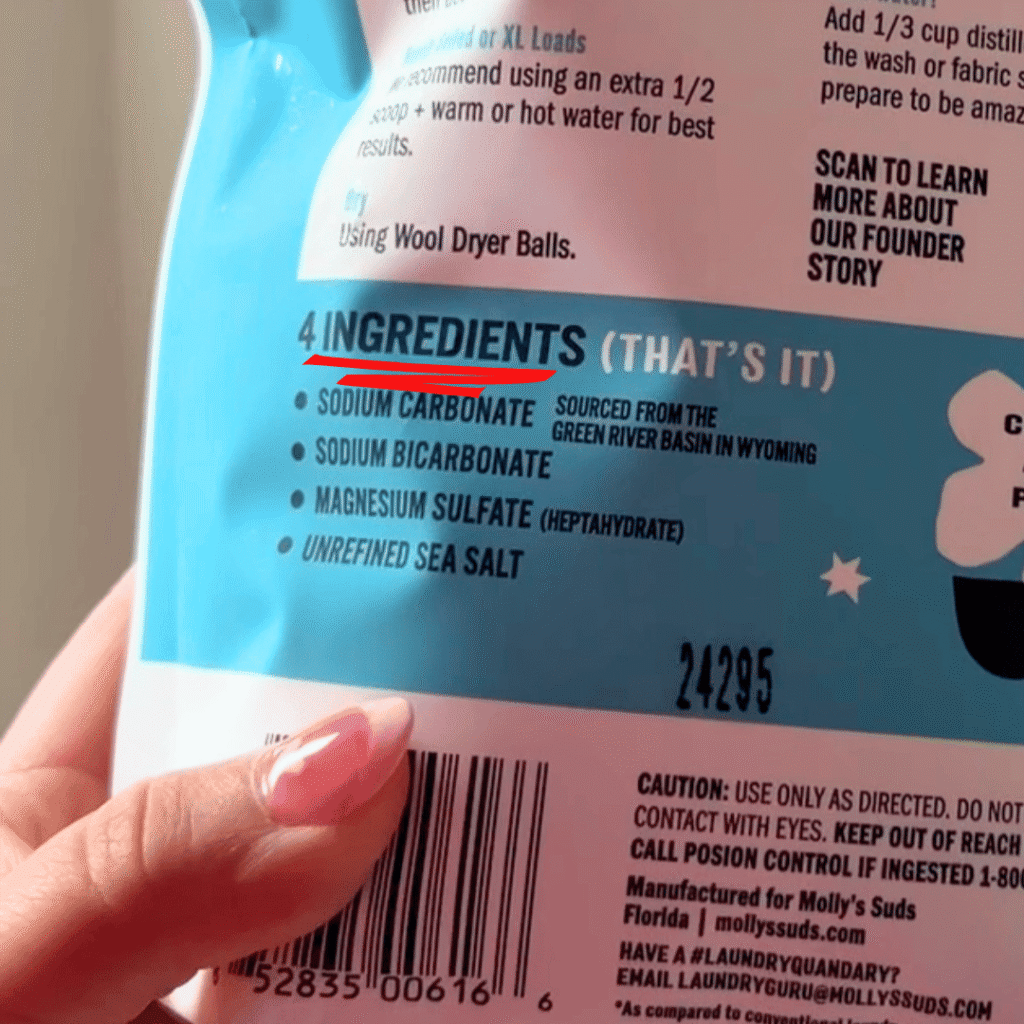 or XL Loads
recommend using an extra 1/2
scoop + warm or hot water for best
results.
Dry
Using Wool Dryer Balls.
Add 1/3 cup distill
the wash or fabric s
prepare to be amaz
SCAN TO LEARN
MORE ABOUT
OUR FOUNDER
STORY
4 INGREDIENTS (THAT'S IT)
• SODIUM CARBONATE SOURCED FROM THE
GREEN RIVER BASIN IN WYOMING
• SODIUM BICARBONATE
• MAGNESIUM SULFATE (HEPTAHYDRATE)
• UNREFINED SEA SALT
C
F
24295
52835 00616 6
CAUTION: USE ONLY AS DIRECTED. DO NOT
CONTACT WITH EYES. KEEP OUT OF REACH
CALL POSION CONTROL IF INGESTED 1-80
Manufactured for Molly's Suds
Florida | mollyssuds.com
HAVE A #LAUNDRYQUANDARY?
EMAIL LAUNDRYGURU@MOLLYSSUDS.COM
*As compared to conventional